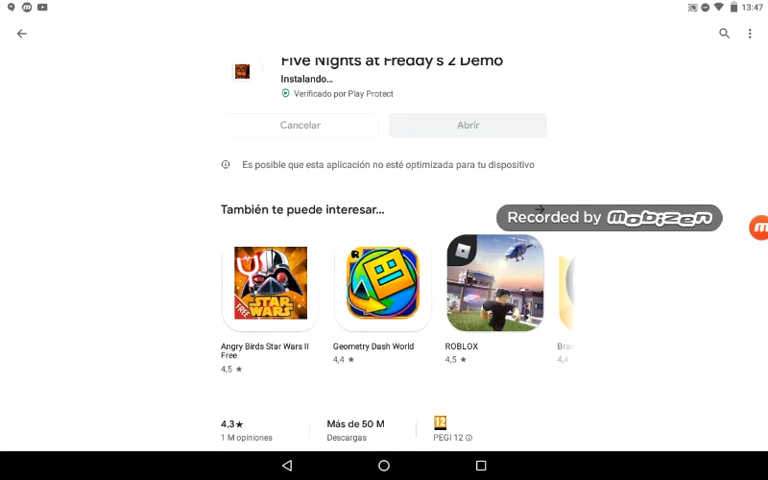 13:47
Five Nights at Freddy's 2 Demo
Instalando...
Verificado por Play Protect
Cancelar
Abrir
Es posible que esta aplicación no esté optimizada para tu dispositivo
También te puede interesar...
Recorded by mobizen
FREE
STAR WARS
R
Angry Birds Star Wars II Free
4,5 ★
Geometry Dash World
4,4 ★
ROBLOX
4,5 ★
4,4
4,3★
1 M opiniones
Más de 50 M
Descargas
12
PEGI 12